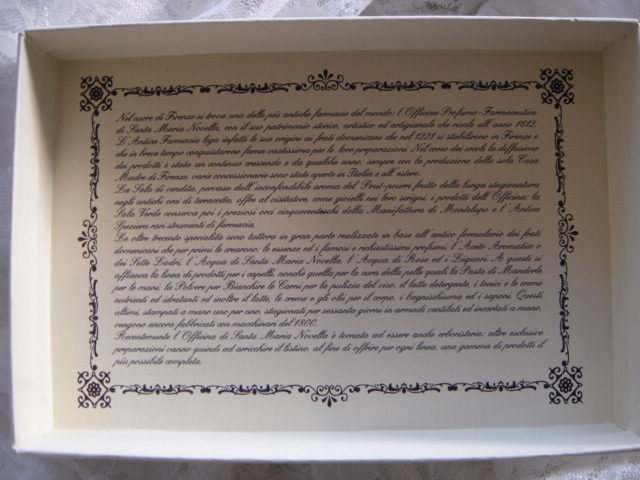 Nel cuore di Firenze si trova una delle più antiche farmacie del mondo: l'Officina Profumo-Farmaceutica
di Santa Maria Novella, con il suo patrimonio storico, artistico ed artigianale che risale all'anno 1612.
L'Antica Farmacia lega infatti le sue origini ai frati domenicani che nel 1221 si stabilirono in Firenze e
che in breve tempo conquistarono fama vastissima per le loro preparazioni. Nel corso dei secoli la diffusione
dei prodotti è stata un continuo crescendo e da qualche anno, sempre con la produzione della sola Casa
Madre di Firenze, varie concessionarie sono state aperte in Italia e all'estero.
La Sala di vendita, pervasa dall'inconfondibile aroma del Pout-pourri frutto della lunga stagionatura
negli antichi orci di terracotta, offre al visitatore, come gioielli nei loro scrigni, i prodotti dell'Officina; la
Sala Verde conserva poi i preziosi orci cinquecenteschi della Manifattura di Montelupo e l'Antica
Spezieria rari strumenti di farmacia.
Le oltre trecento specialità sono tuttora in gran parte realizzate in base all'antico formulario dei frati
domenicani che per primi le crearono: le essenze ed i famosi e richiestissimi profumi, l'Aceto Aromatico o
dei Sette Ladri, l'Acqua di Santa Maria Novella, l'Acqua di Rose ed i Liquori. A questi si
affianca la linea di prodotti per i capelli, nonchè quella per la cura della pelle quali la Pasta di Mandorle
per le mani, la Polvere per Bianchire le Carni per la pulizia del viso, il latte detergente, i tonici e le creme
nutrienti ed idratanti ed inoltre il latte, le creme e gli olii per il corpo, i bagnischiuma ed i saponi. Questi
ultimi, stampati a mano uno per uno, stagionati per sessanta giorni in armadi ventilati ed incartati a mano,
vengono ancora fabbricati con macchinari del 1800.
Recentemente l'Officina di Santa Maria Novella è tornata ad essere anche erboristeria: altre esclusive
preparazioni vanno quindi ad arricchire il listino, al fine di offrire per ogni linea, una gamma di prodotti il
più possibile completa.